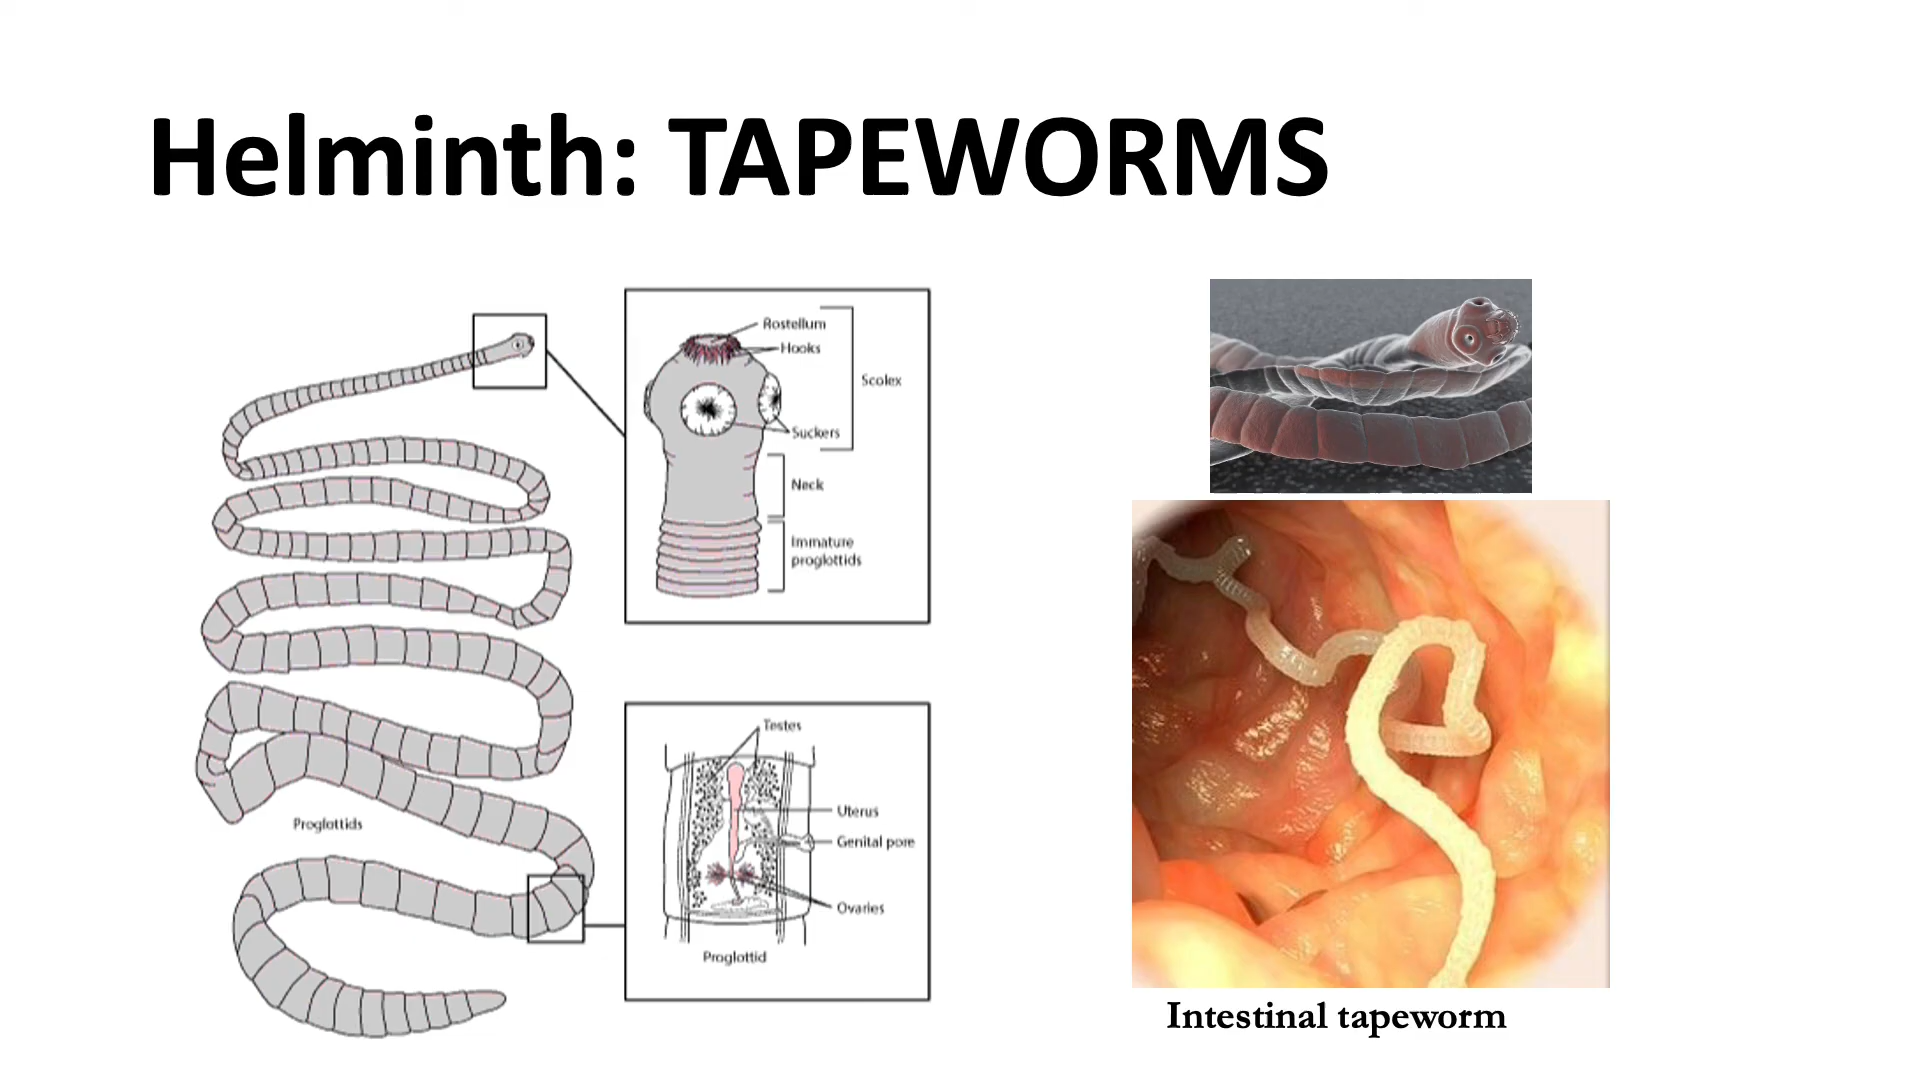 Helminth: TAPEWORMS
Rostellum
Hooks
Scolex
Suckers
Neck
Immature
proglottids
Proglottids
Testes
Uterus
Genital pore
Ovaries
Proglottid
Intestinal tapeworm